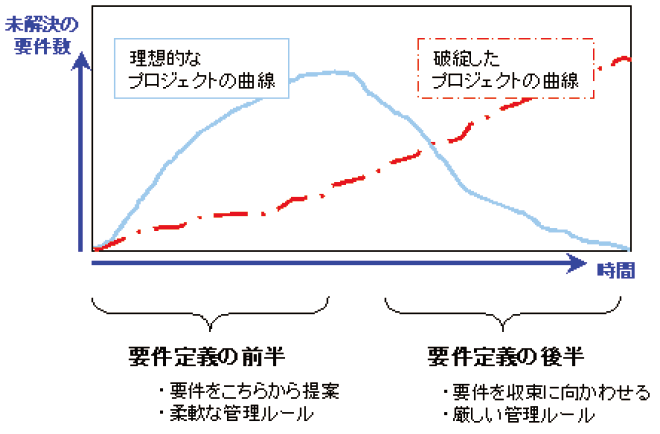 未解決の
要件数
理想的な
プロジェクトの曲線
破綻した
プロジェクトの曲線
時間
要件定義の前半
・要件をこちらから提案
・柔軟な管理ルール
要件定義の後半
・要件を収束に向かわせる
・厳しい管理ルール